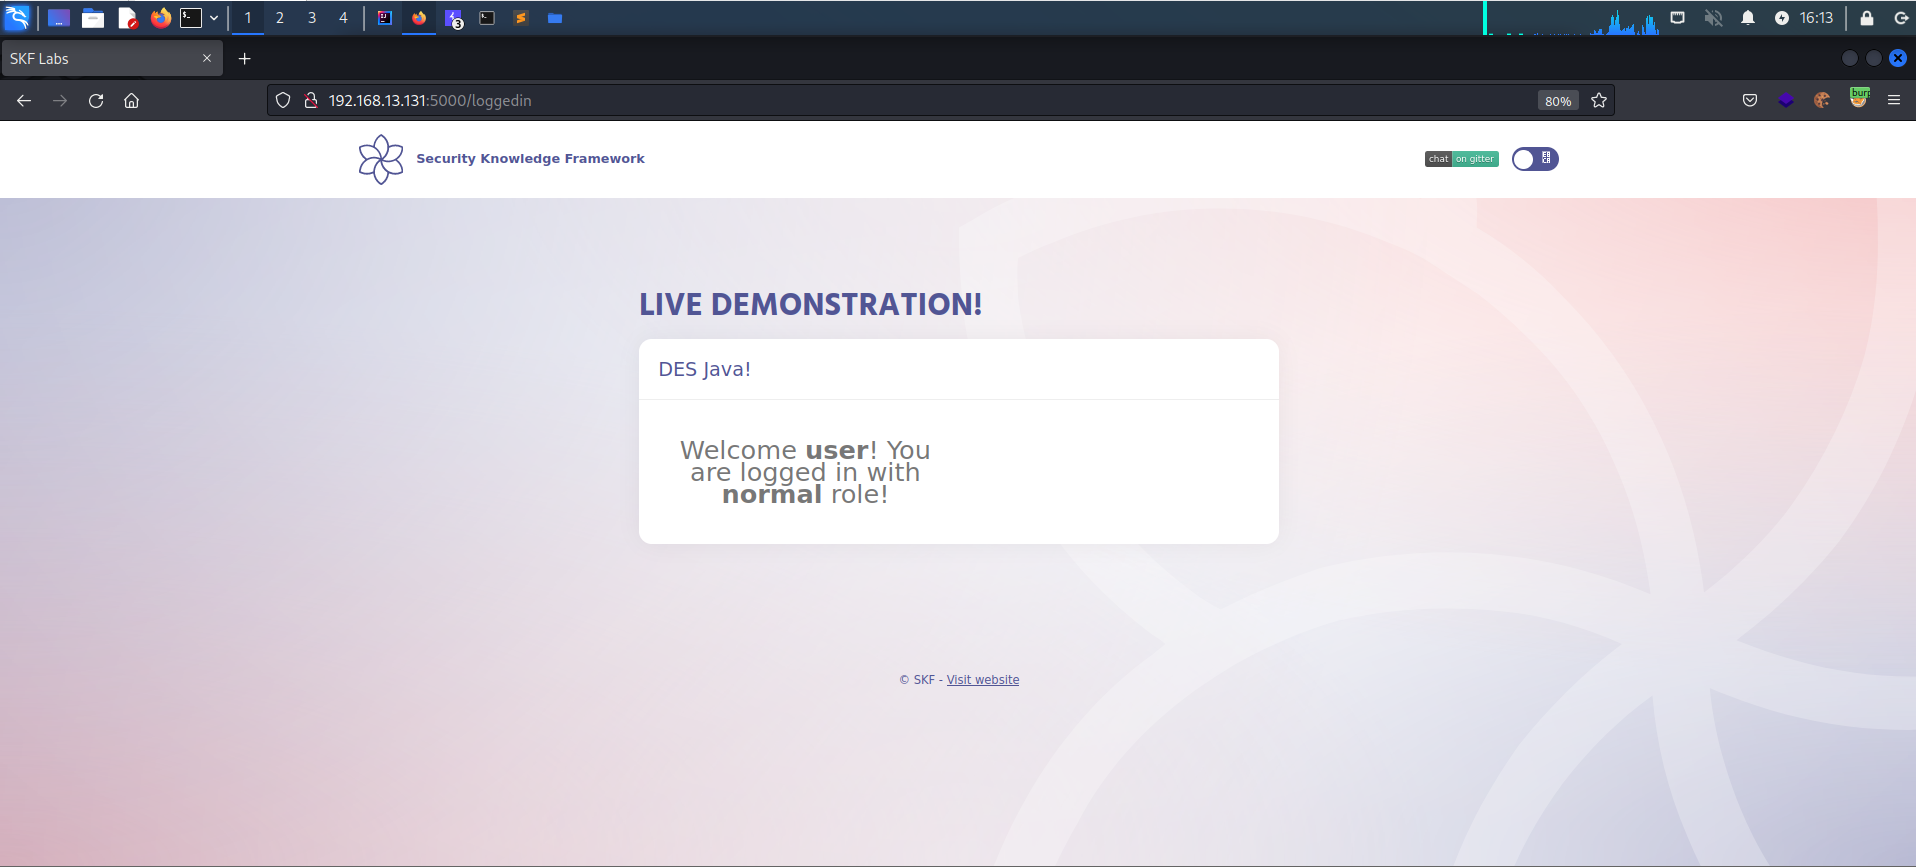 1 2 3 4
3
16:13
SKF Labs
192.168.13.131:5000/loggedin
80%
Security Knowledge Framework
chat on gitter
LIVE DEMONSTRATION!
DES Java!
Welcome user! You
are logged in with
normal role!
© SKF - Visit website